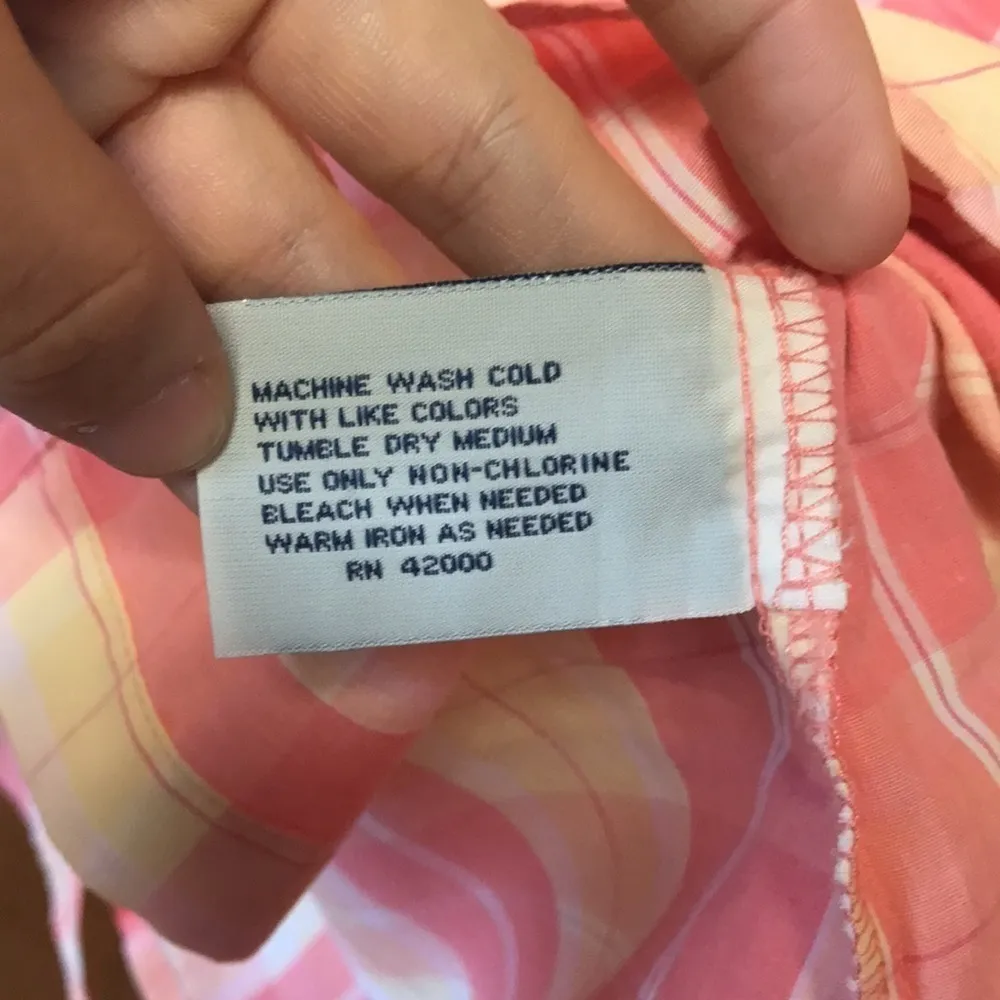 MACHINE WASH COLD
WITH LIKE COLORS
TUMBLE DRY MEDIUM
USE ONLY NON-CHLORINE
BLEACH WHEN NEEDED
WARM IRON AS NEEDED
RN 42000